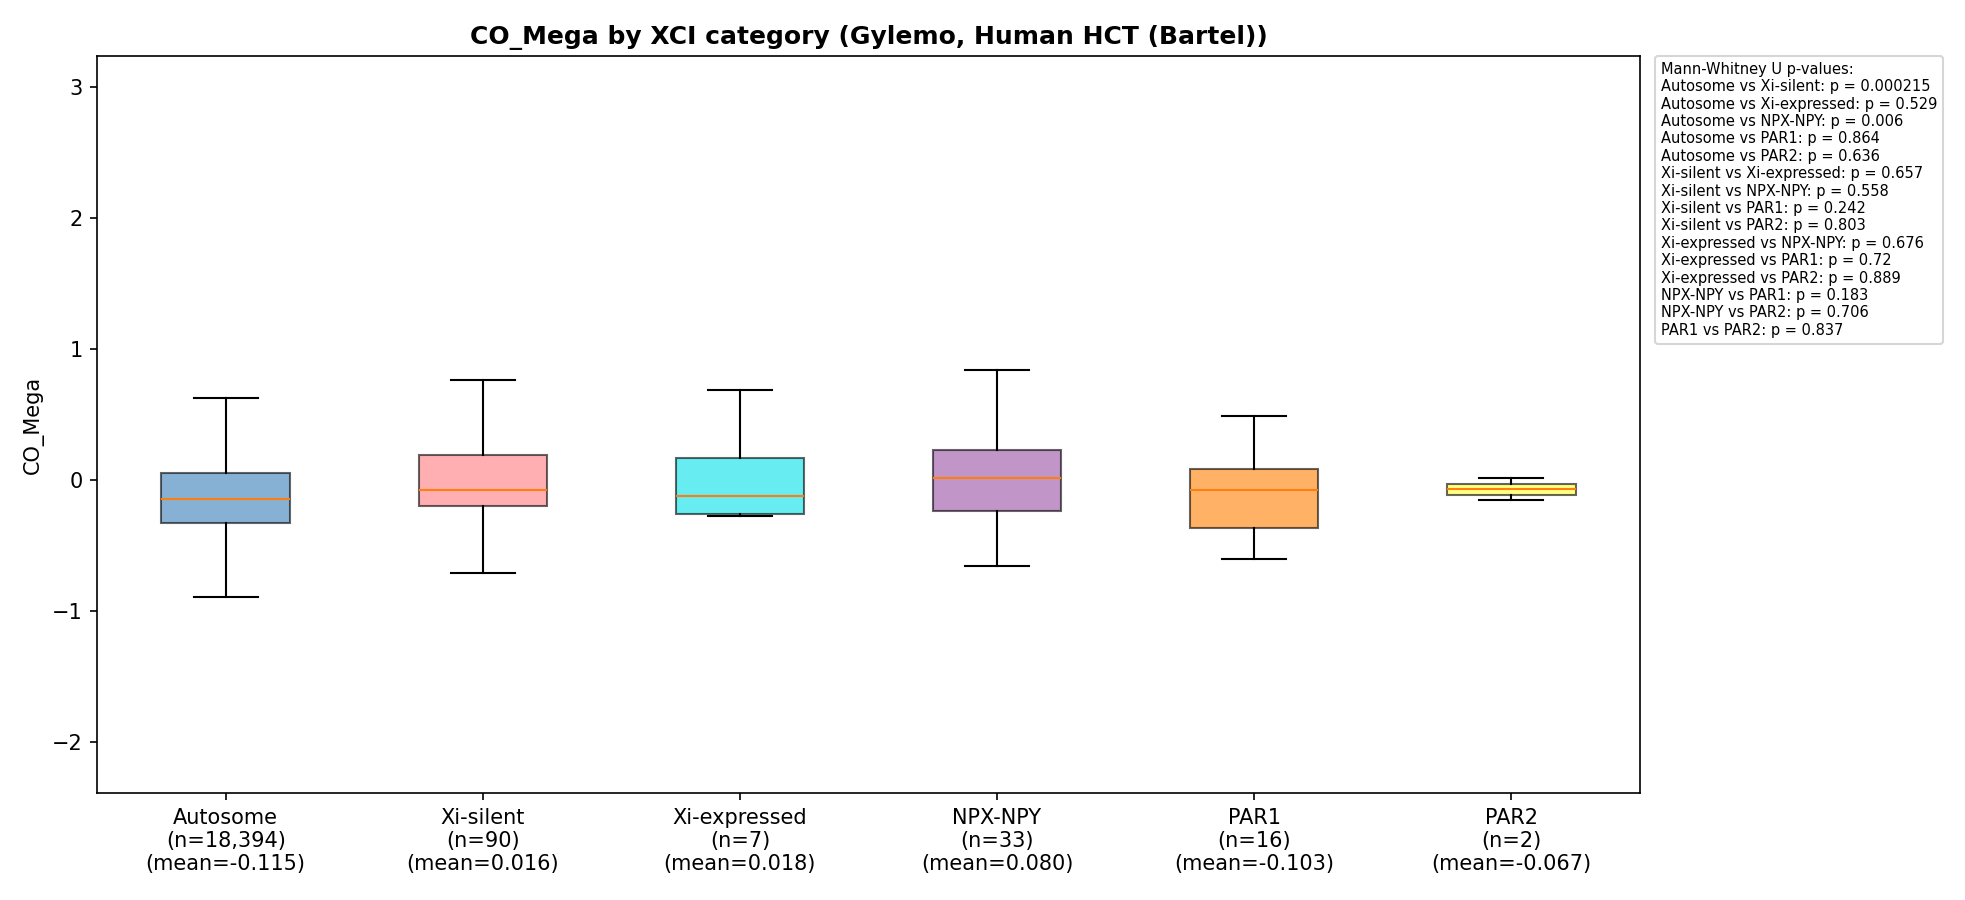 CO_Mega by XCI category (Gylemo, Human HCT (Bartel))
Mann-Whitney U p-values:
Autosome vs Xi-silent: p = 0.000215
Autosome vs Xi-expressed: p = 0.529
Autosome vs NPX-NPY: p = 0.006
Autosome vs PAR1: p = 0.864
Autosome vs PAR2: p = 0.636
Xi-silent vs Xi-expressed: p = 0.657
Xi-silent vs NPX-NPY: p = 0.558
Xi-silent vs PAR1: p = 0.242
Xi-silent vs PAR2: p = 0.803
Xi-expressed vs NPX-NPY: p = 0.676
Xi-expressed vs PAR1: p = 0.72
Xi-expressed vs PAR2: p = 0.889
NPX-NPY vs PAR1: p = 0.183
NPX-NPY vs PAR2: p = 0.706
PAR1 vs PAR2: p = 0.837
CO_Mega
3
2
1
0
−1
−2
Autosome
(n=18,394)
(mean=-0.115)
Xi-silent
(n=90)
(mean=0.016)
Xi-expressed
(n=7)
(mean=0.018)
NPX-NPY
(n=33)
(mean=0.080)
PAR1
(n=16)
(mean=-0.103)
PAR2
(n=2)
(mean=-0.067)